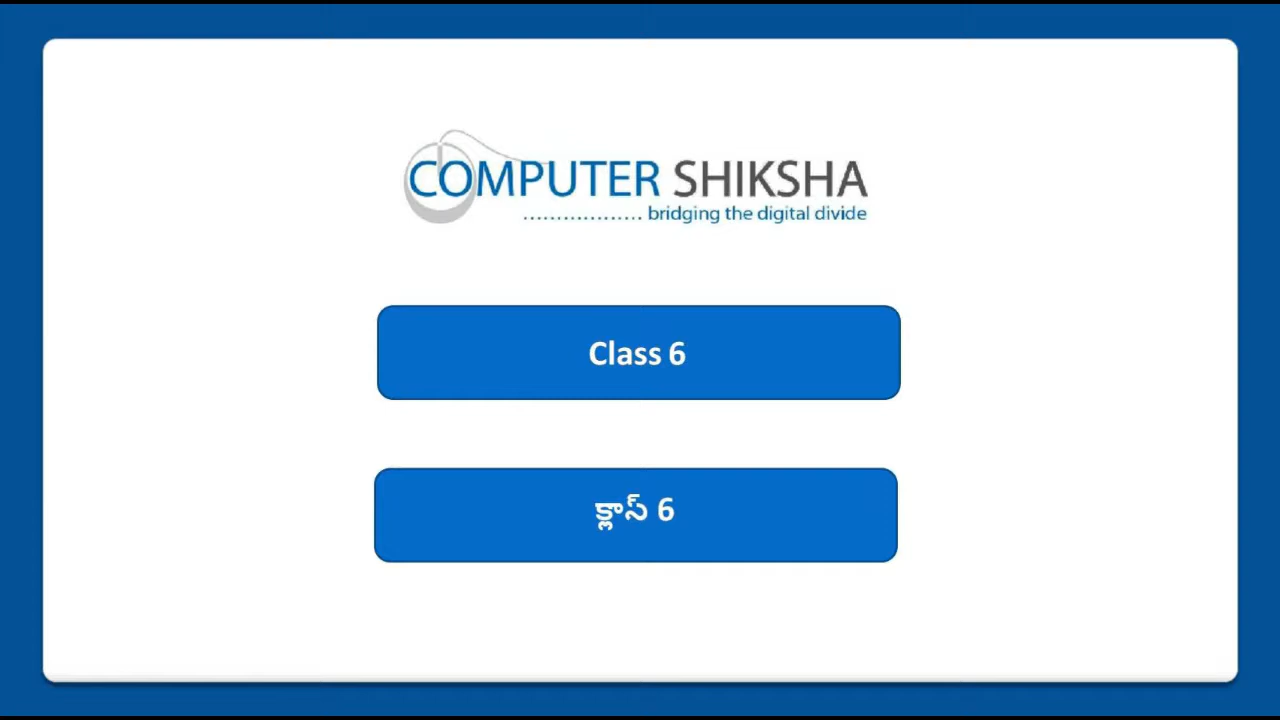 COMPUTER SHIKSHA
.................. bridging the digital divide
Class 6
క్లాస్ 6